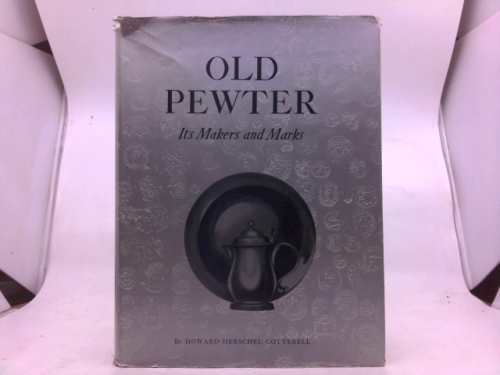 OLD
PEWTER
Its Makers and Marks
By HOWARD HERSCHEL COTTERELL